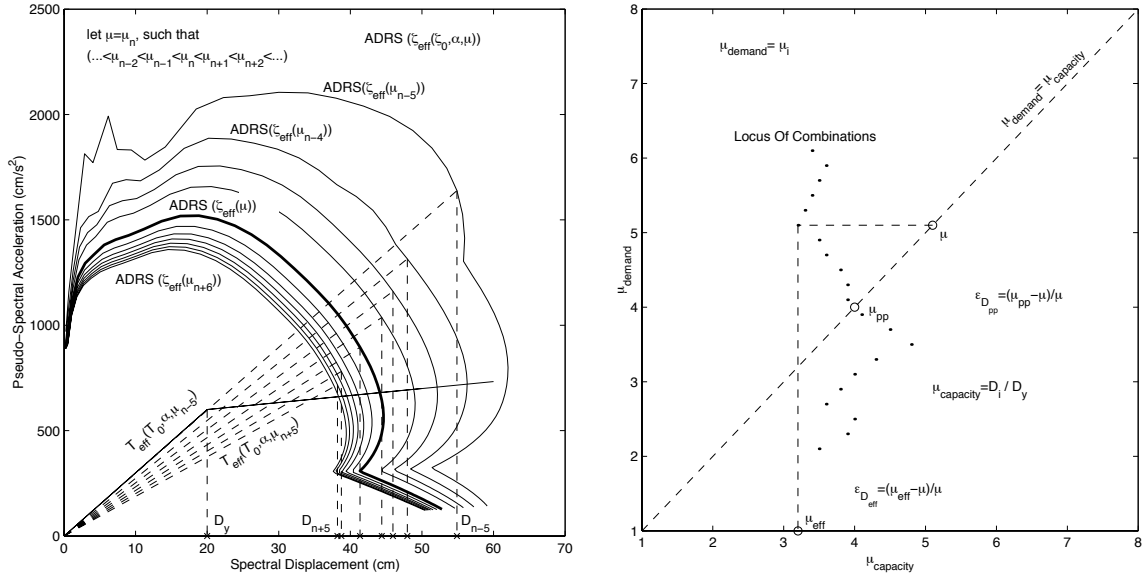 let μ=μn, such that
(...<μn−2<μn−1<μn<μn+1<μn+2<...)
ADRS (ζeff(ζ0,α,μ))
ADRS(ζeff(μn−5))
ADRS(ζeff(μn−4))
ADRS (ζeff(μ))
ADRS (ζeff(μn+6))
Teff(T0,α,μn−5)
Teff(T0,α,μn+5)
Dy
Dn+5
Dn−5
2500
2000
1500
1000
500
0
0 10 20 30 40 50 60 70
Pseudo−Spectral Acceleration (cm/s2)
Spectral Displacement (cm)
μdemand= μi
μdemand= μcapacity
Locus Of Combinations
μ
μpp
εDpp=(μpp−μ)/μ
μcapacity=Di / Dy
εDeff=(μeff−μ)/μ
μeff
8
7
6
5
4
3
2
1
1 2 3 4 5 6 7 8
μdemand
μcapacity